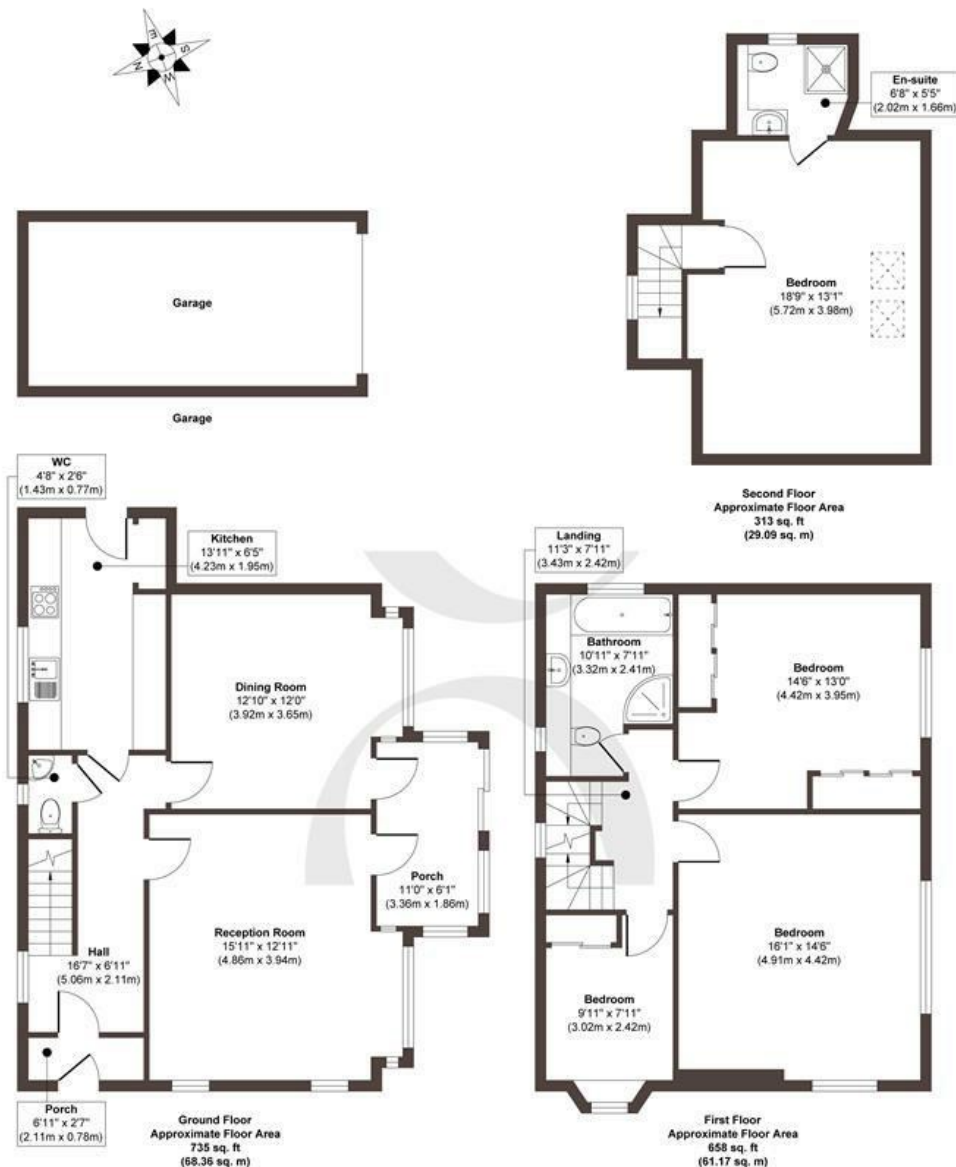 E
S
N
W
En-suite
6'8" x 5'5"
(2.02m x 1.66m)
Garage
Bedroom
18'9" x 13'1"
(5.72m x 3.98m)
Garage
Second Floor
Approximate Floor Area
313 sq. ft
(29.09 sq. m)
WC
4'8" x 2'6"
(1.43m x 0.77m)
Kitchen
13'11" x 6'5"
(4.23m x 1.95m)
Dining Room
12'10" x 12'0"
(3.92m x 3.65m)
Porch
11'0" x 6'1"
(3.36m x 1.86m)
Reception Room
15'11" x 12'11"
(4.86m x 3.94m)
Hall
16'7" x 6'11"
(5.06m x 2.11m)
Porch
6'11" x 2'7"
(2.11m x 0.78m)
Ground Floor
Approximate Floor Area
735 sq. ft
(68.36 sq. m)
Landing
11'3" x 7'11"
(3.43m x 2.42m)
Bathroom
10'11" x 7'11"
(3.32m x 2.41m)
Bedroom
14'6" x 13'0"
(4.42m x 3.95m)
Bedroom
16'1" x 14'6"
(4.91m x 4.42m)
Bedroom
9'11" x 7'11"
(3.02m x 2.42m)
First Floor
Approximate Floor Area
658 sq. ft
(61.17 sq. m)